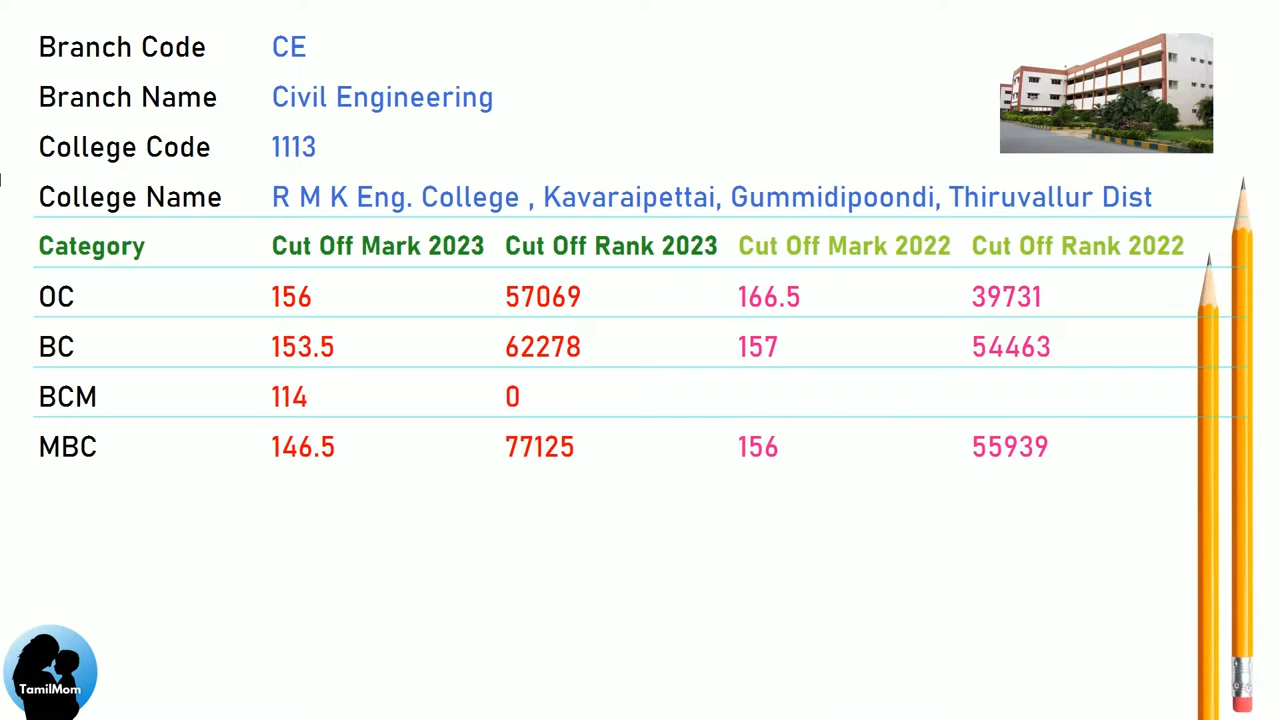 Branch Code CE
Branch Name Civil Engineering
College Code 1113
College Name R M K Eng. College , Kavaraipettai, Gummidipoondi, Thiruvallur Dist
Category Cut Off Mark 2023 Cut Off Rank 2023 Cut Off Mark 2022 Cut Off Rank 2022
OC 156 57069 166.5 39731
BC 153.5 62278 157 54463
BCM 114 0
MBC 146.5 77125 156 55939
TamilMom